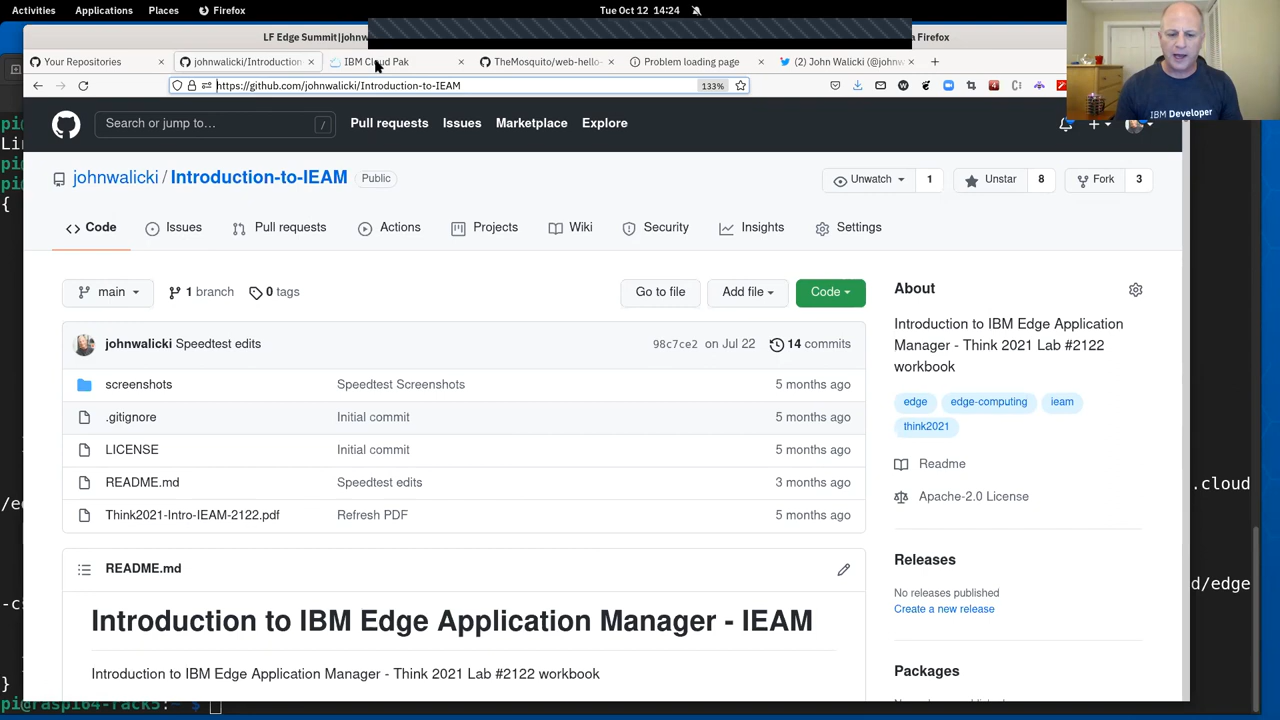 Activities Applications Places Firefox Tue Oct 12 14:24
LF Edge Summit|johnw a Firefox
Your Repositories johnwalicki/Introduction IBM Cloud Pak TheMosquito/web-hello- Problem loading page (2) John Walicki (@johnw
https://github.com/johnwalicki/Introduction-to-IEAM 133%
IBM Developer
Search or jump to... / Pull requests Issues Marketplace Explore
johnwalicki / Introduction-to-IEAM Public Unwatch 1 Unstar 8 Fork 3
Code Issues Pull requests Actions Projects Wiki Security Insights Settings
main 1 branch 0 tags Go to file Add file Code
About
Introduction to IBM Edge Application
Manager - Think 2021 Lab #2122
workbook
edge edge-computing ieam
think2021
Readme
Apache-2.0 License
johnwalicki Speedtest edits 98c7ce2 on Jul 22 14 commits
screenshots Speedtest Screenshots 5 months ago
.gitignore Initial commit 5 months ago
LICENSE Initial commit 5 months ago
README.md Speedtest edits 3 months ago
Think2021-Intro-IEAM-2122.pdf Refresh PDF 5 months ago
Releases
No releases published
Create a new release
Packages
README.md
Introduction to IBM Edge Application Manager - IEAM
Introduction to IBM Edge Application Manager - Think 2021 Lab #2122 workbook
pi
Li
pi
pi
{
.cloud
/e
d/edge
-c
}
pi@raspi64-rack5:~ $